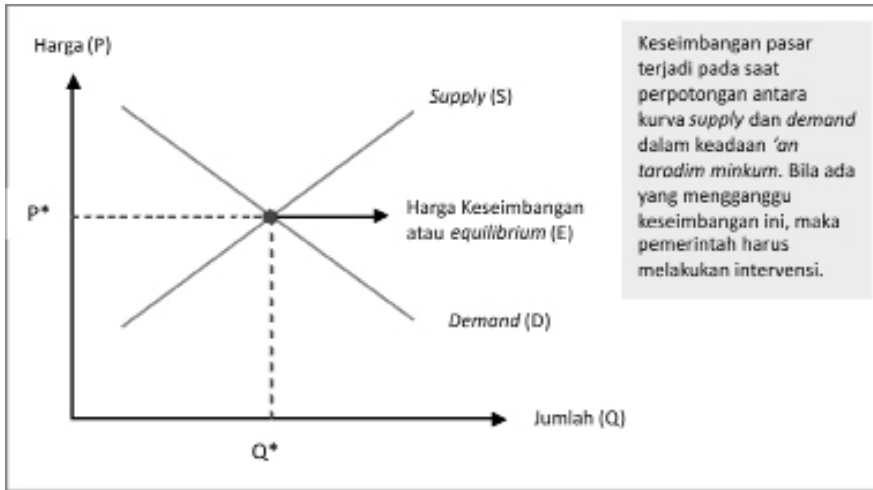 Harga (P)
Supply (S)
P*
Harga Keseimbangan
atau equilibrium (E)
Demand (D)
Jumlah (Q)
Q*
Keseimbangan pasar
terjadi pada saat
perpotongan antara
kurva supply dan demand
dalam keadaan ‘an
taradim minkum. Bila ada
yang mengganggu
keseimbangan ini, maka
pemerintah harus
melakukan intervensi.